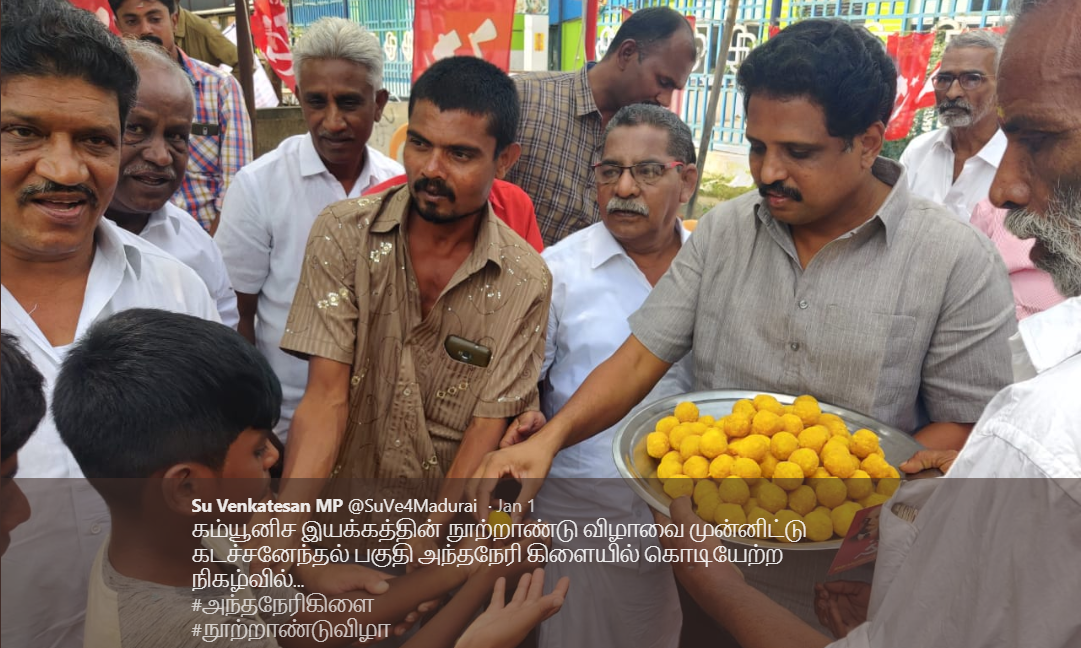 Su Venkatesan MP @SuVe4Madurai · Jan 1
கம்யூனிச இயக்கத்தின் நூற்றாண்டு விழாவை முன்னிட்டு
கடச்சனேந்தல் பகுதி அந்தநேரி கிளையில் கொடியேற்ற
நிகழ்வில்...
#அந்தநேரிகிளை
#நூற்றாண்டுவிழா